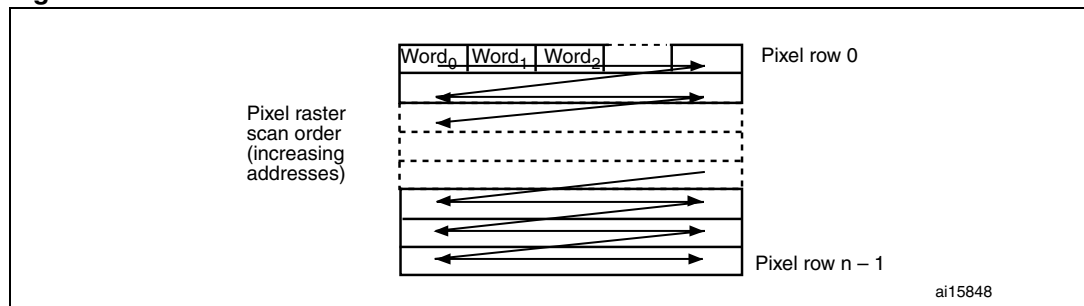 Word0 Word1 Word2
Pixel row 0
Pixel raster
scan order
(increasing
addresses)
Pixel row n – 1
ai15848